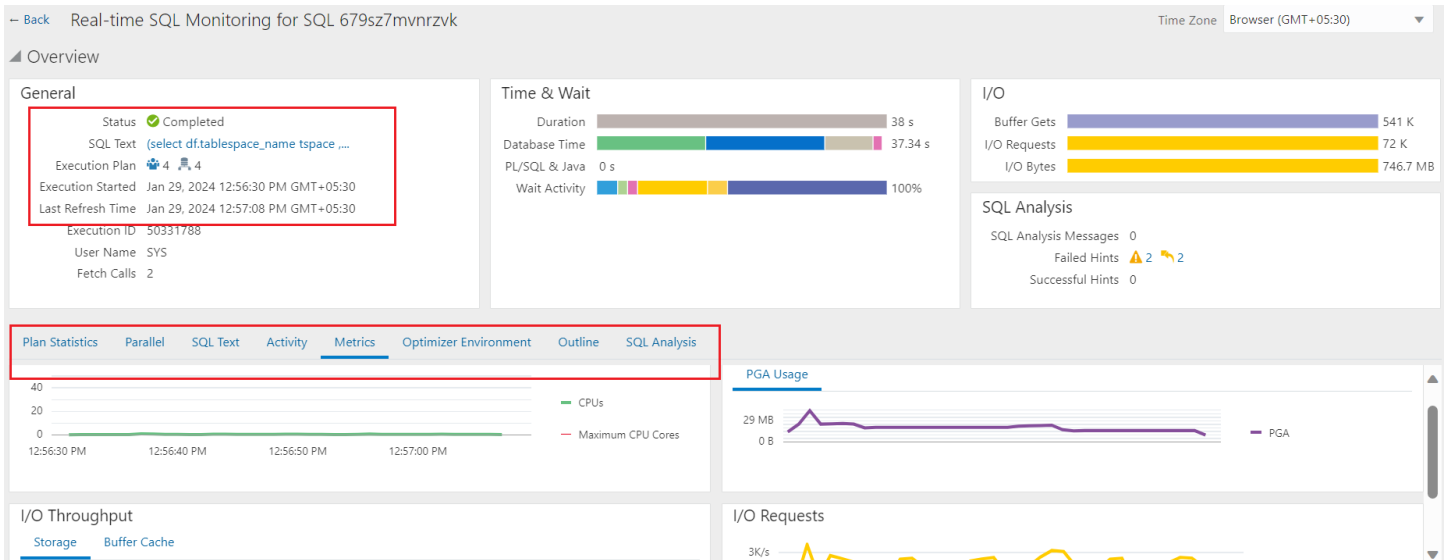 ← Back Real-time SQL Monitoring for SQL 679sz7mvnrzvk
Time Zone Browser (GMT+05:30)
Overview
General
Status Completed
SQL Text (select df.tablespace_name tspace ,...
Execution Plan 4 4
Execution Started Jan 29, 2024 12:56:30 PM GMT+05:30
Last Refresh Time Jan 29, 2024 12:57:08 PM GMT+05:30
Execution ID 50331788
User Name SYS
Fetch Calls 2
Time & Wait
Duration 38 s
Database Time 37.34 s
PL/SQL & Java 0 s
Wait Activity 100%
I/O
Buffer Gets 541 K
I/O Requests 72 K
I/O Bytes 746.7 MB
SQL Analysis
SQL Analysis Messages 0
Failed Hints 2 2
Successful Hints 0
Plan Statistics Parallel SQL Text Activity Metrics Optimizer Environment Outline SQL Analysis
40
20
0
12:56:30 PM 12:56:40 PM 12:56:50 PM 12:57:00 PM
CPUs
Maximum CPU Cores
PGA Usage
29 MB
0 B
PGA
I/O Throughput
Storage Buffer Cache
I/O Requests
3K/s